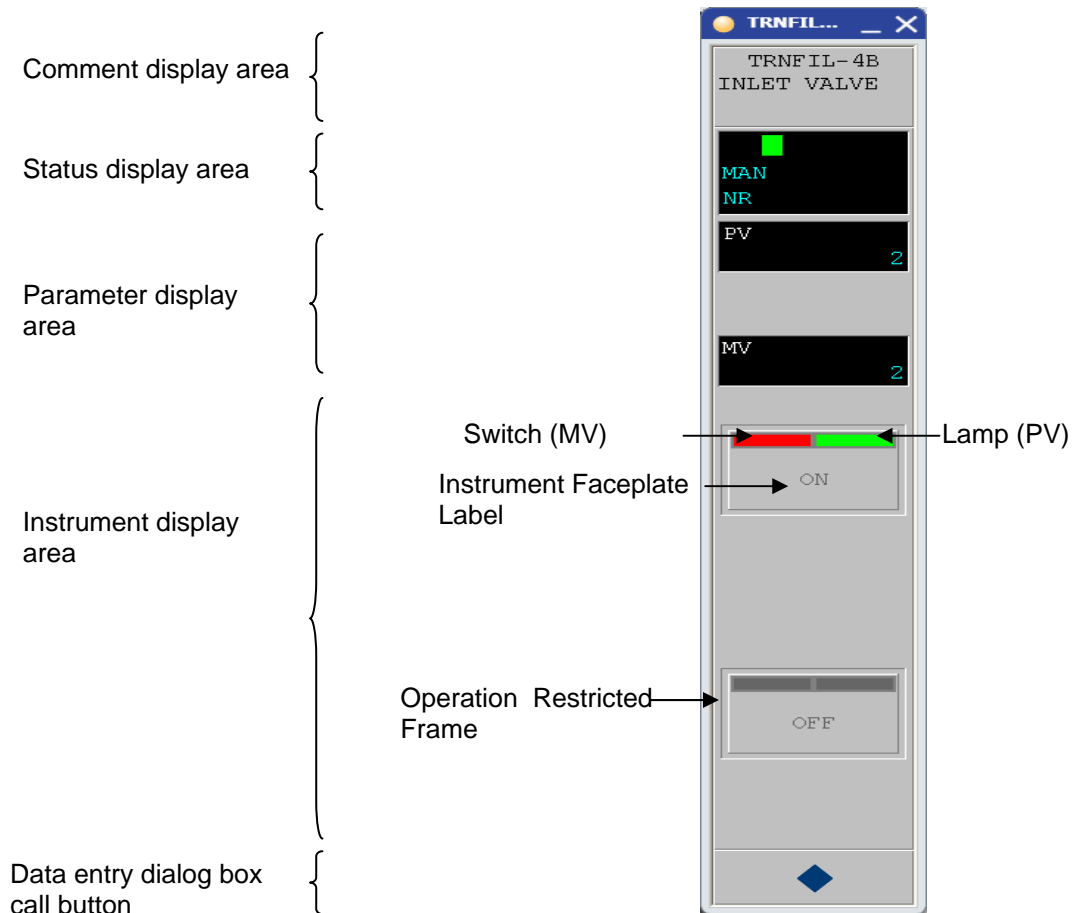 TRNFIL...
TRNFIL-4B
INLET VALVE
Comment display area
Status display area
MAN
NR
Parameter display
area
PV
2
MV
2
Instrument display
area
Switch (MV)
Lamp (PV)
Instrument Faceplate
Label
ON
Operation Restricted
Frame
OFF
Data entry dialog box
call button